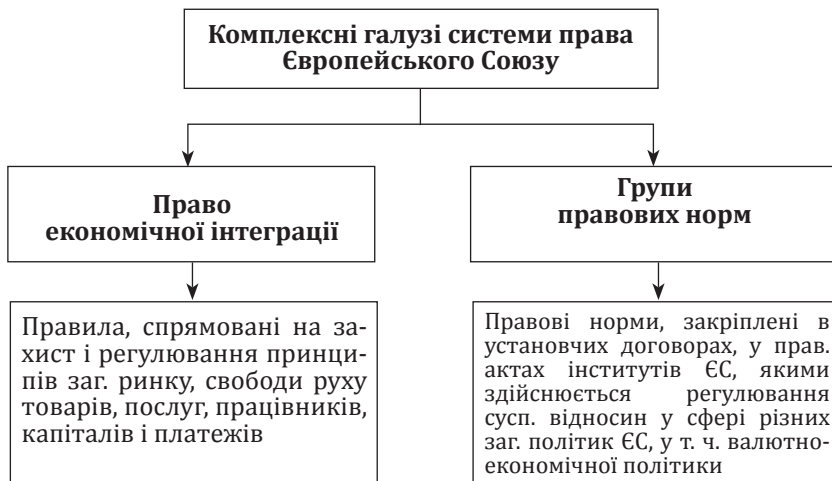 Комплексні галузі системи права
Європейського Союзу
Право
економічної інтеграції
Групи
правових норм
Правила, спрямовані на за-
хист і регулювання принци-
пів заг. ринку, свободи руху
товарів, послуг, працівників,
капіталів і платежів
Правові норми, закріплені в
установчих договорах, у прав.
актах інститутів ЄС, якими
здійснюється регулювання
сусп. відносин у сфері різних
заг. політик ЄС, у т. ч. валютно-
економічної політики